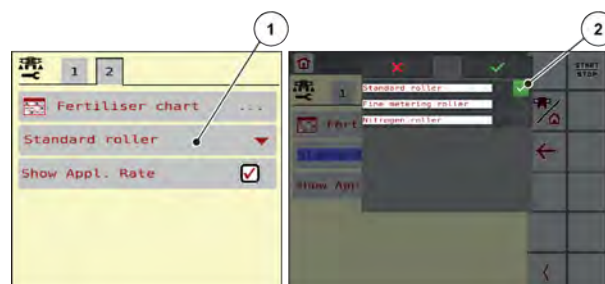 1
2
1 2
Fertiliser chart ...
Standard roller
Show Appl. Rate
START
STOP
1
Standard roller
Fine metering roller
Nitrogen roller
Fert
Standard
Show Appl